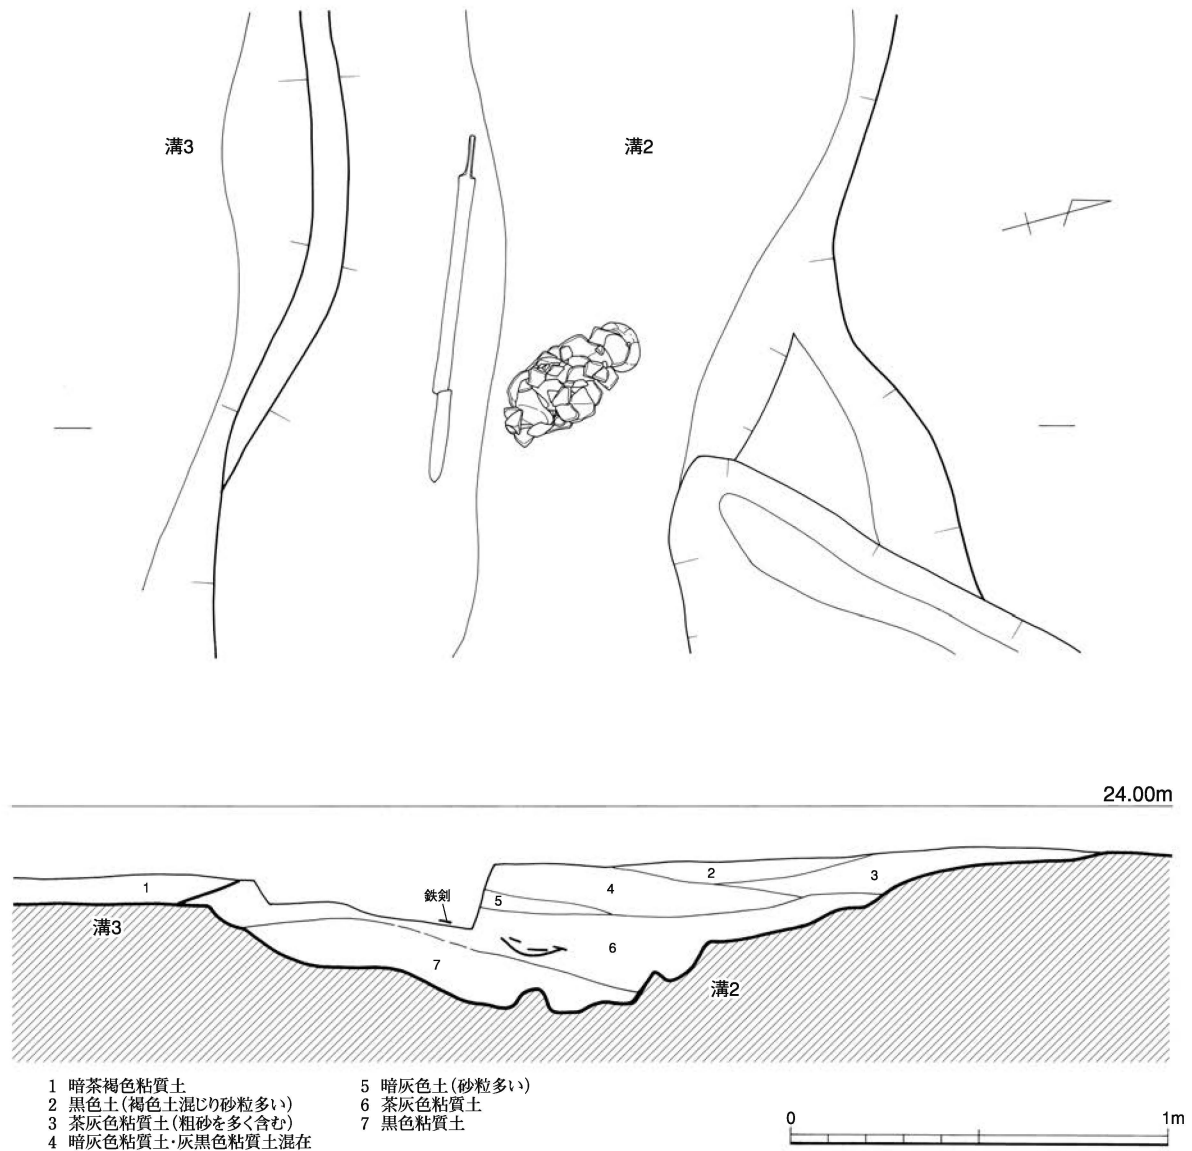 溝3
溝2
24.00m
1
2
3
4
5
鉄剣
6
7
溝3
溝2
1 暗茶褐色粘質土
2 黒色土(褐色土混じり砂粒多い)
3 茶灰色粘質土(粗砂を多く含む)
4 暗灰色粘質土・灰黒色粘質土混在
5 暗灰色土(砂粒多い)
6 茶灰色粘質土
7 黒色粘質土
0 1m